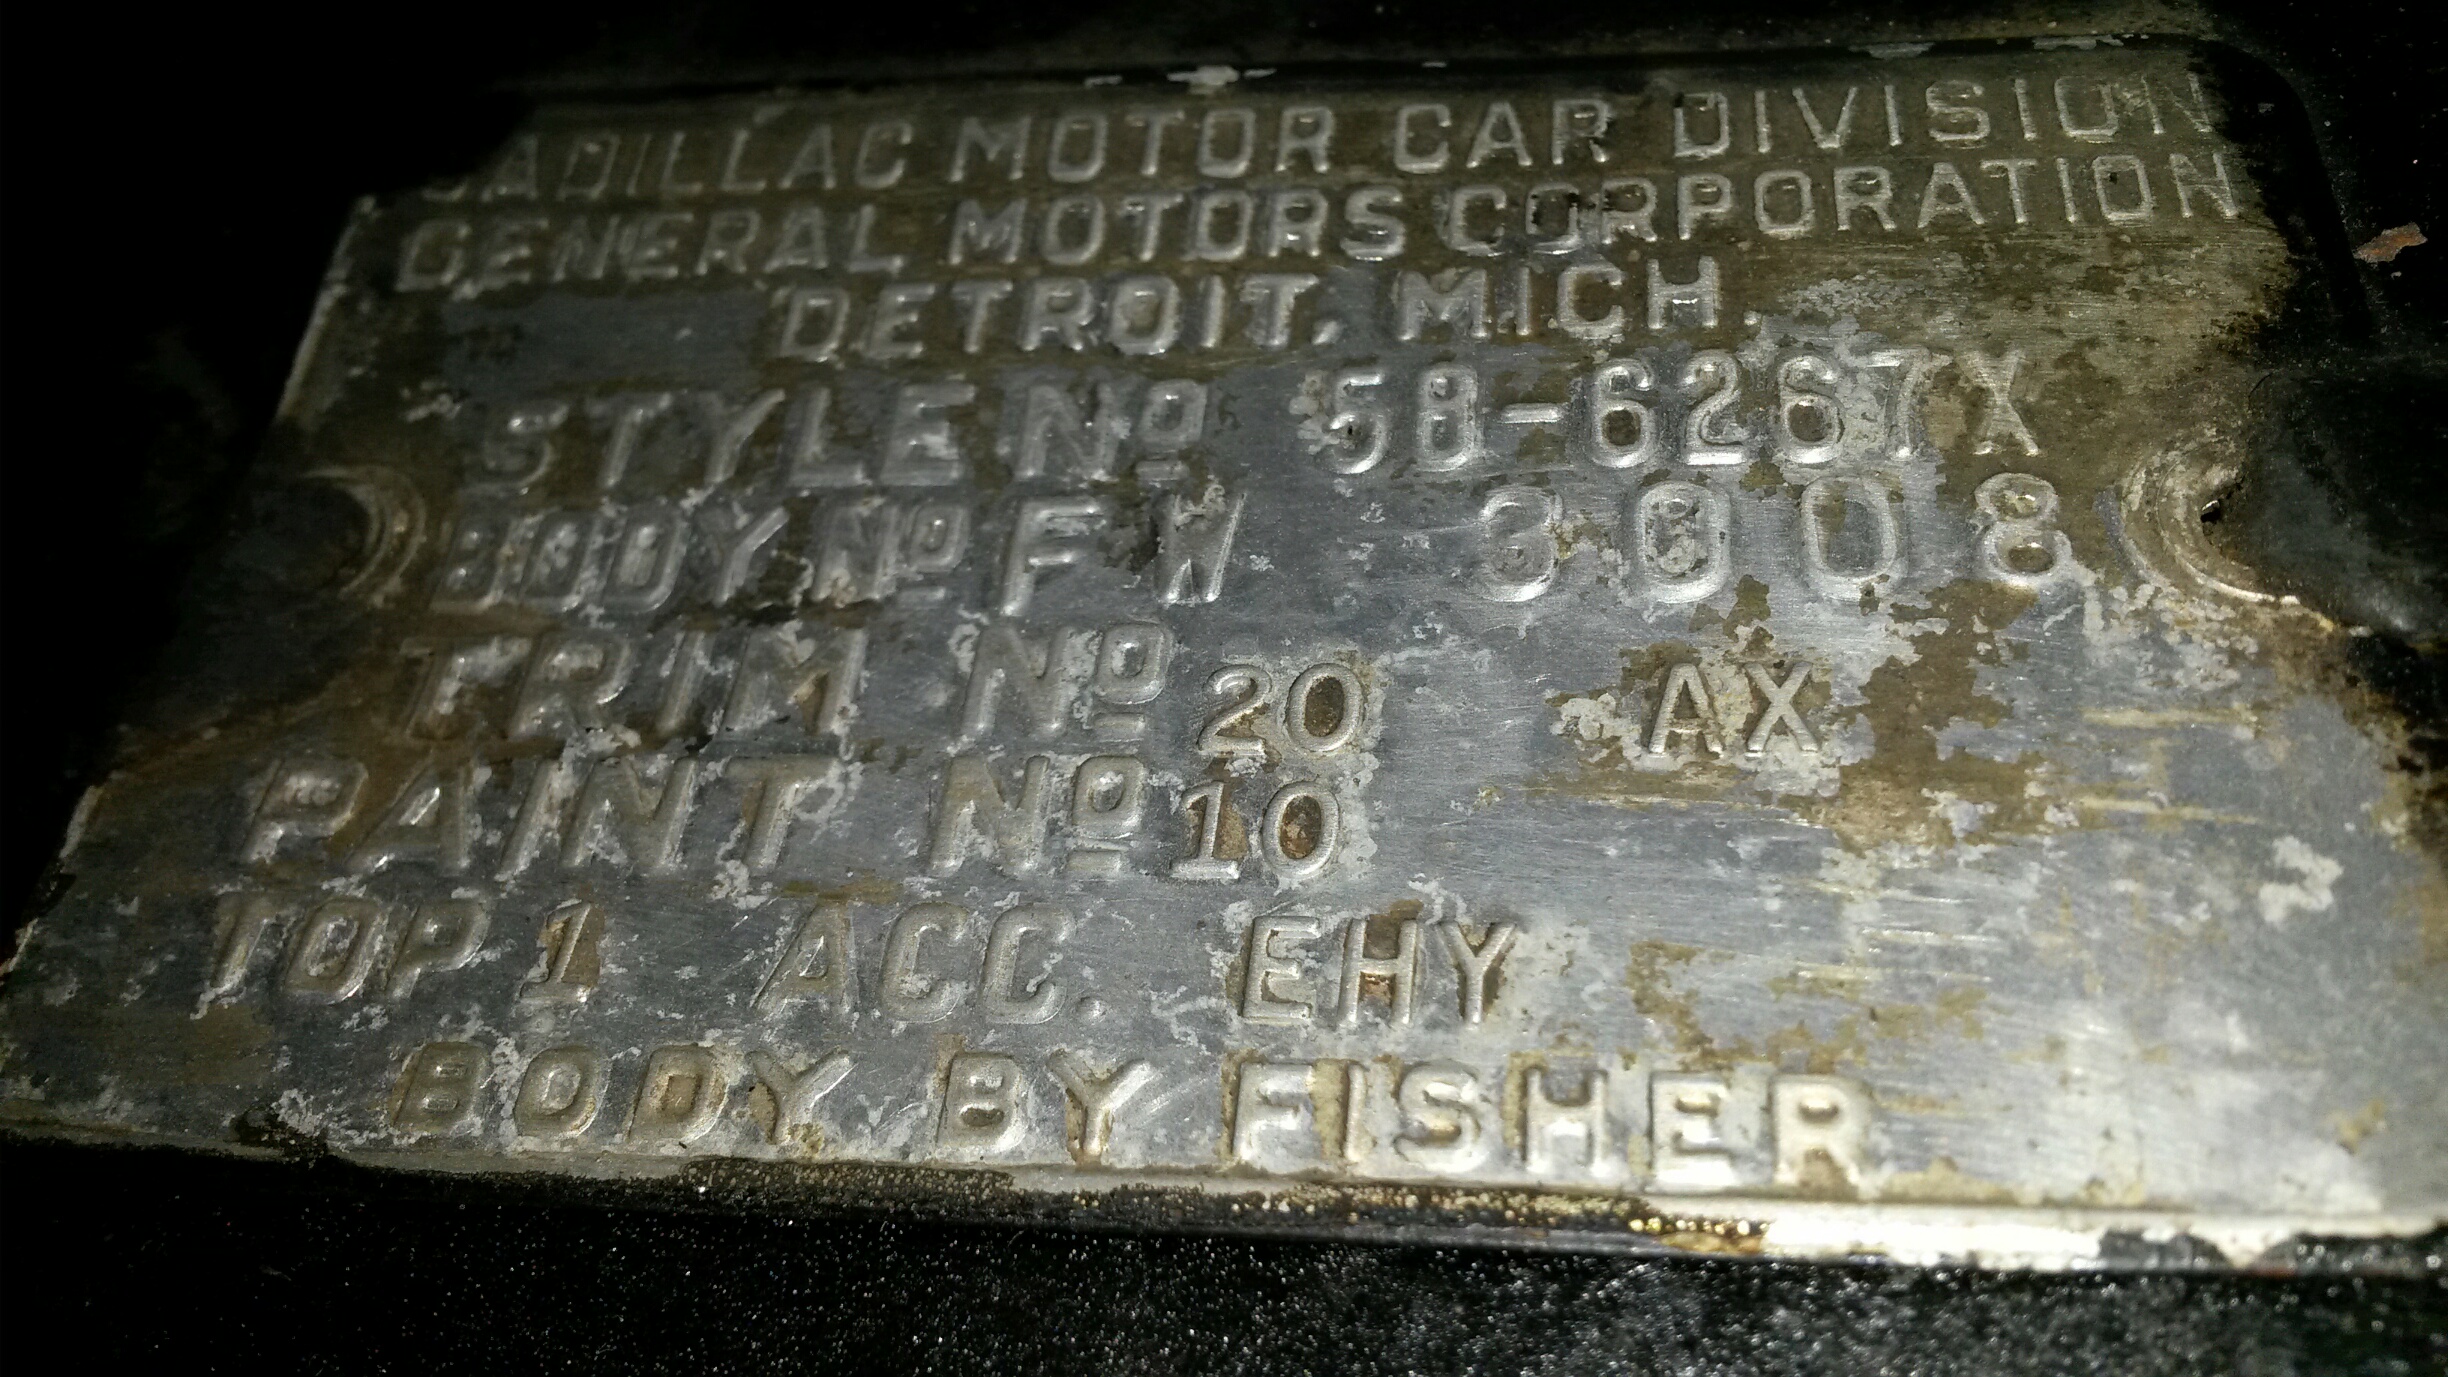 CADILLAC MOTOR CAR DIVISION
GENERAL MOTORS CORPORATION
DETROIT, MICH.
STYLE Nº 58-6267X
BODY Nº FW 3008
TRIM Nº 20 AX
PAINT Nº 10
TOP 1 ACC. EHY
BODY BY FISHER